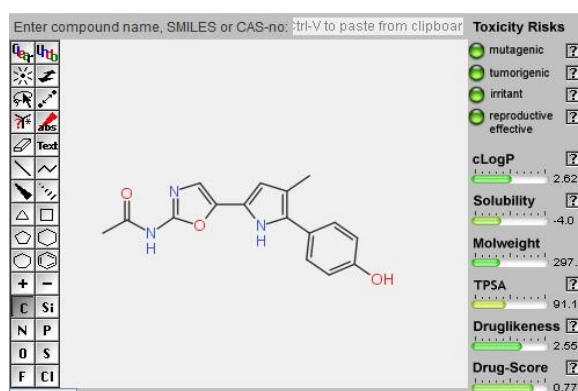 Enter compound name, SMILES or CAS-no: Ctrl-V to paste from clipboar
Toxicity Risks
mutagenic ?
tumorigenic ?
irritant ?
reproductive ?
effective
cLogP ?
2.62
Solubility ?
-4.0
Molweight ?
297.
TPSA ?
91.1
Druglikeness ?
2.55
Drug-Score ?
0.77
Undo
abs
Text
+ −
C Si
N P
O S
F Cl
O
N
N
H
O
N
H
OH